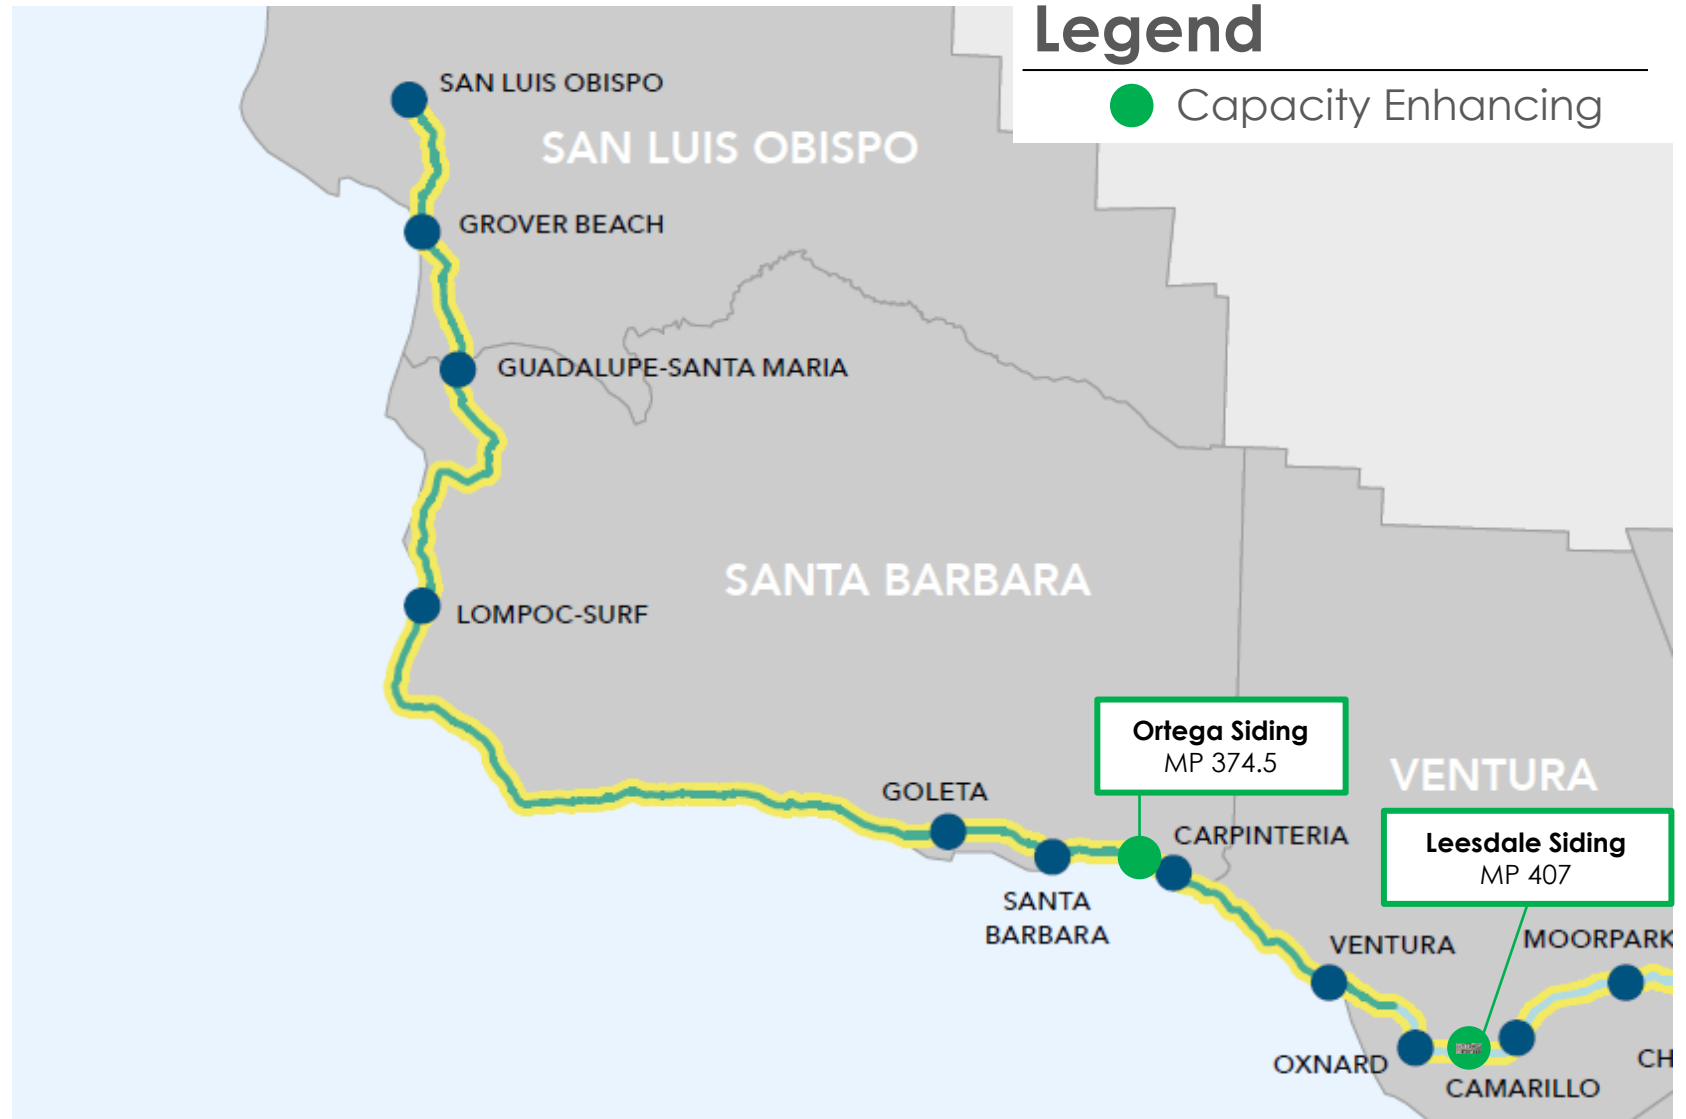 Legend
Capacity Enhancing
SAN LUIS OBISPO
SAN LUIS OBISPO
GROVER BEACH
GUADALUPE-SANTA MARIA
SANTA BARBARA
LOMPOC-SURF
Ortega Siding
MP 374.5
VENTURA
GOLETA
CARPINTERIA
Leesdale Siding
MP 407
SANTA
BARBARA
VENTURA
MOORPARK
OXNARD
CH
CAMARILLO